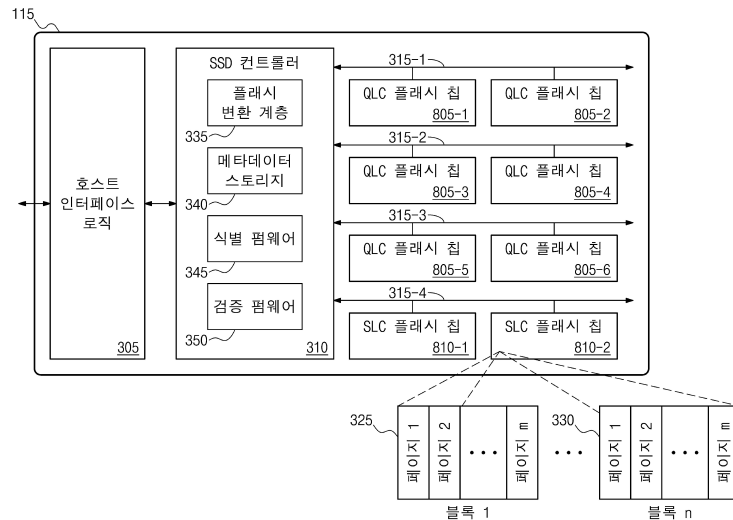 115
SSD 컨트롤러
플래시
변환 계층
335
메타데이터
스토리지
340
식별 펌웨어
345
검증 펌웨어
350
310
호스트
인터페이스
로직
305
315-1
QLC 플래시 칩
805-1
QLC 플래시 칩
805-2
315-2
QLC 플래시 칩
805-3
QLC 플래시 칩
805-4
315-3
QLC 플래시 칩
805-5
QLC 플래시 칩
805-6
315-4
SLC 플래시 칩
810-1
SLC 플래시 칩
810-2
325
페이지 1
페이지 2
• • •
페이지 m
블록 1
• • •
330
페이지 1
페이지 2
• • •
페이지 m
블록 n